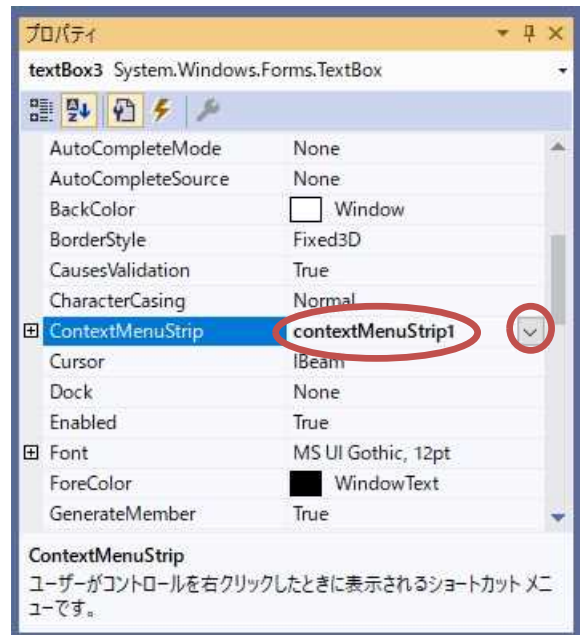 プロパティ
textBox3 System.Windows.Forms.TextBox
AutoCompleteMode None
AutoCompleteSource None
BackColor Window
BorderStyle Fixed3D
CausesValidation True
CharacterCasing Normal
ContextMenuStrip contextMenuStrip1
Cursor IBeam
Dock None
Enabled True
Font MS UI Gothic, 12pt
ForeColor WindowText
GenerateMember True
ContextMenuStrip
ユーザーがコントロールを右クリックしたときに表示されるショートカット メニ
ューです。